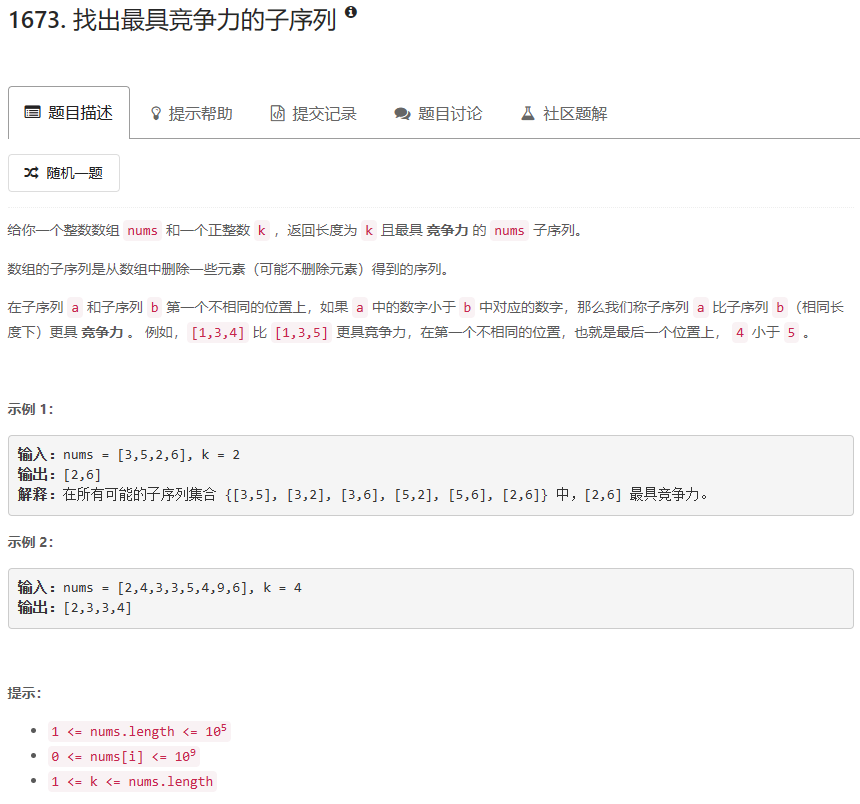 1673. 找出最具竞争力的子序列
题目描述
提示帮助
提交记录
题目讨论
社区题解
随机一题
给你一个整数数组 nums 和一个正整数 k ，返回长度为 k 且最具 竞争力 的 nums 子序列。
数组的子序列是从数组中删除一些元素（可能不删除元素）得到的序列。
在子序列 a 和子序列 b 第一个不相同的位置上，如果 a 中的数字小于 b 中对应的数字，那么我们称子序列 a 比子序列 b（相同长
度下）更具 竞争力 。 例如， [1,3,4] 比 [1,3,5] 更具竞争力，在第一个不相同的位置，也就是最后一个位置上， 4 小于 5 。
示例 1：
输入：nums = [3,5,2,6], k = 2
输出：[2,6]
解释：在所有可能的子序列集合 {[3,5], [3,2], [3,6], [5,2], [5,6], [2,6]} 中，[2,6] 最具竞争力。
示例 2：
输入：nums = [2,4,3,3,5,4,9,6], k = 4
输出：[2,3,3,4]
提示：
1 <= nums.length <= 10⁵
0 <= nums[i] <= 10⁹
1 <= k <= nums.length